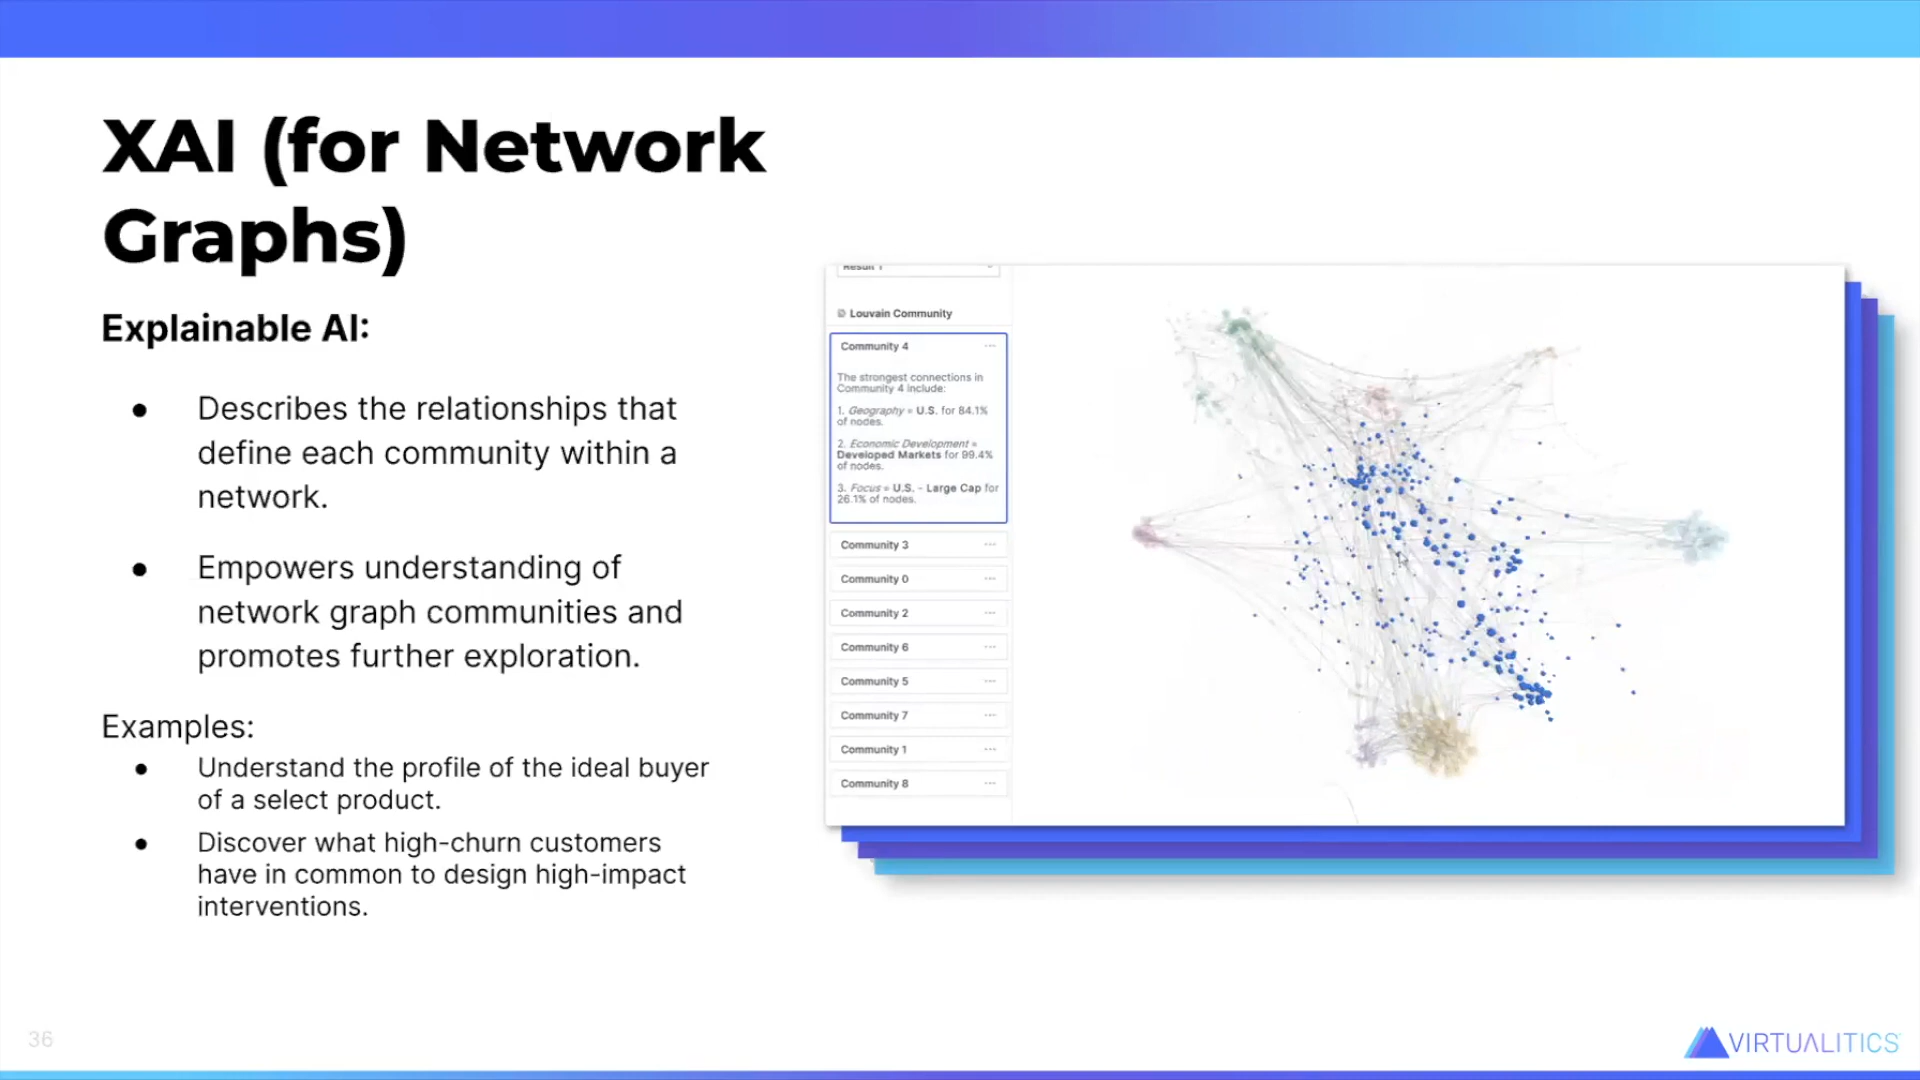 XAI (for Network
Graphs)
Explainable AI:
● Describes the relationships that
define each community within a
network.
● Empowers understanding of
network graph communities and
promotes further exploration.
Examples:
● Understand the profile of the ideal buyer
of a select product.
● Discover what high-churn customers
have in common to design high-impact
interventions.
Result 1
Louvain Community
Community 4 ...
The strongest connections in
Community 4 include:
1. Geography = U.S. for 84.1%
of nodes.
2. Economic Development =
Developed Markets for 99.4%
of nodes.
3. Focus = U.S. - Large Cap for
26.1% of nodes.
Community 3 ...
Community 0 ...
Community 2 ...
Community 6 ...
Community 5 ...
Community 7 ...
Community 1 ...
Community 8 ...
36
VIRTUALITICS